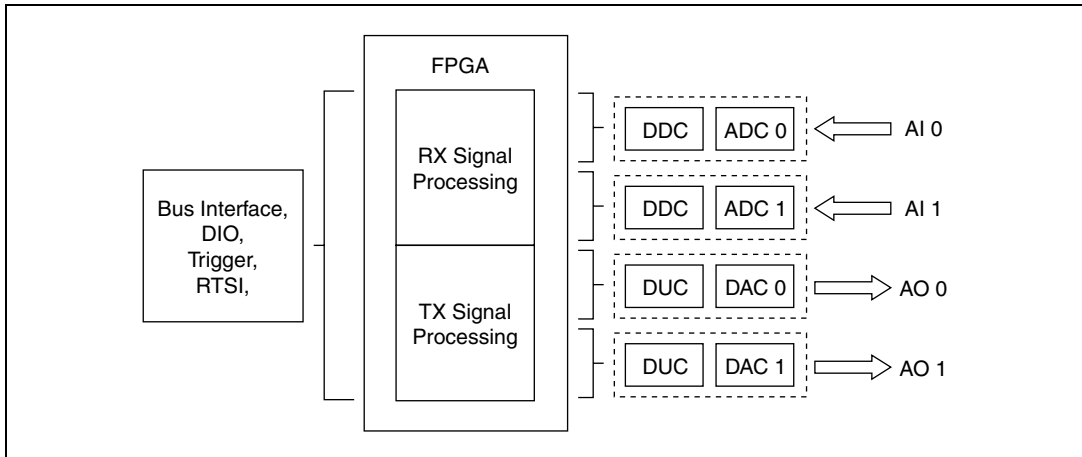 Bus Interface,
DIO,
Trigger,
RTSI,
FPGA
RX Signal
Processing
TX Signal
Processing
DDC
ADC 0
AI 0
DDC
ADC 1
AI 1
DUC
DAC 0
AO 0
DUC
DAC 1
AO 1